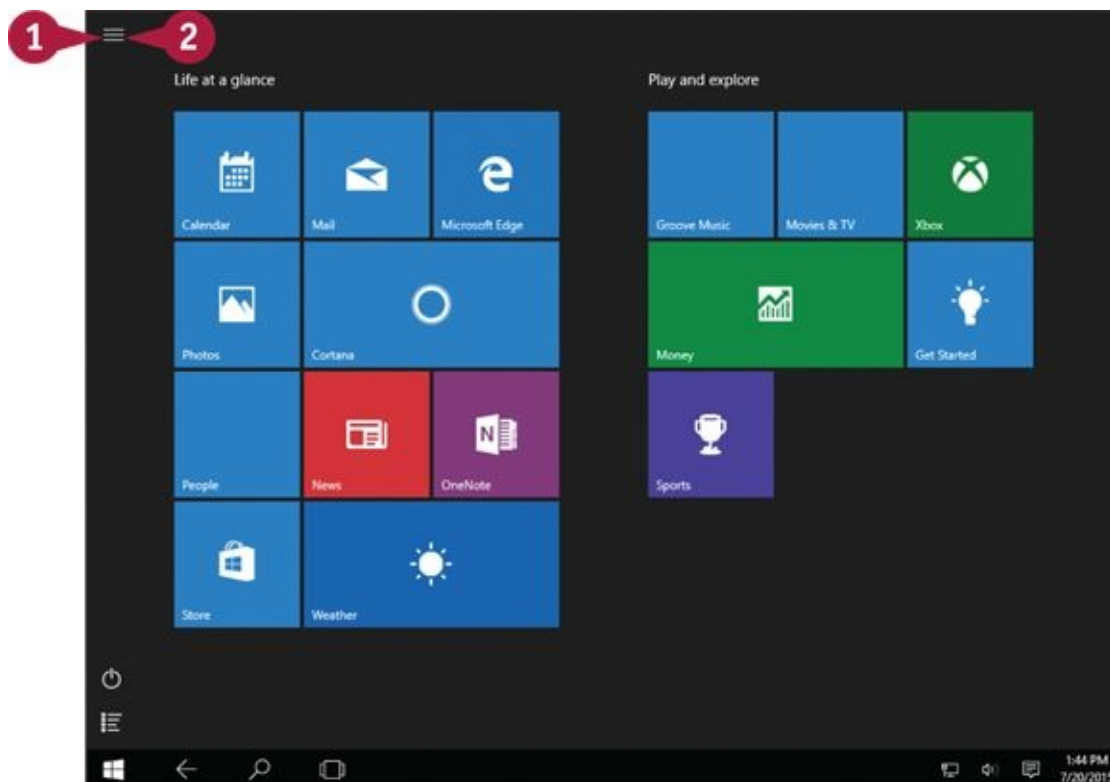 1 2
Life at a glance
Play and explore
Calendar Mail Microsoft Edge
Groove Music Movies & TV Xbox
Photos Cortana
Money Get Started
People News OneNote
Sports
Store Weather
1:44 PM